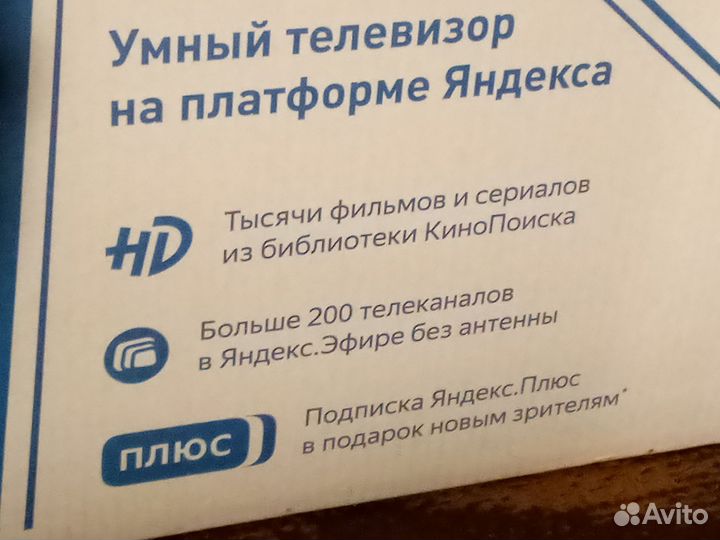 Умный телевизор
на платформе Яндекса
HD
Тысячи фильмов и сериалов
из библиотеки КиноПоиска
Больше 200 телеканалов
в Яндекс.Эфире без антенны
ПЛЮС
Подписка Яндекс.Плюс
в подарок новым зрителям*
Avito